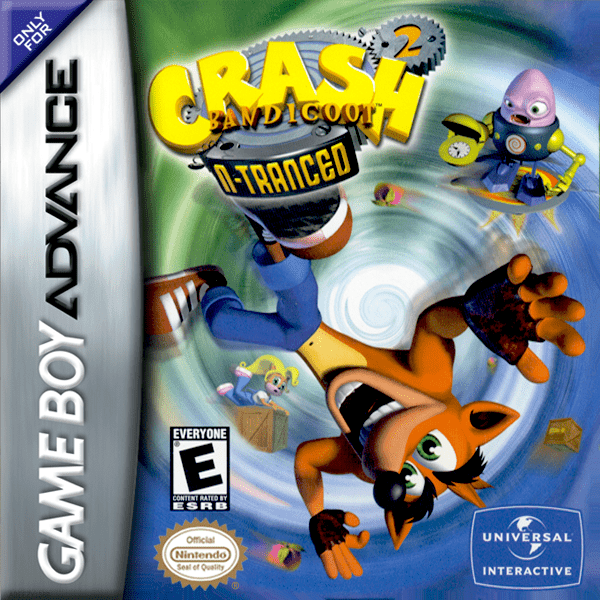 ONLY
FOR
GAME BOY ADVANCE
CRASH 2
BANDICOOT™
N-TRANCED
EVERYONE
E
CONTENT RATED BY
ESRB
Official
Nintendo
Seal of Quality
UNIVERSAL
INTERACTIVE